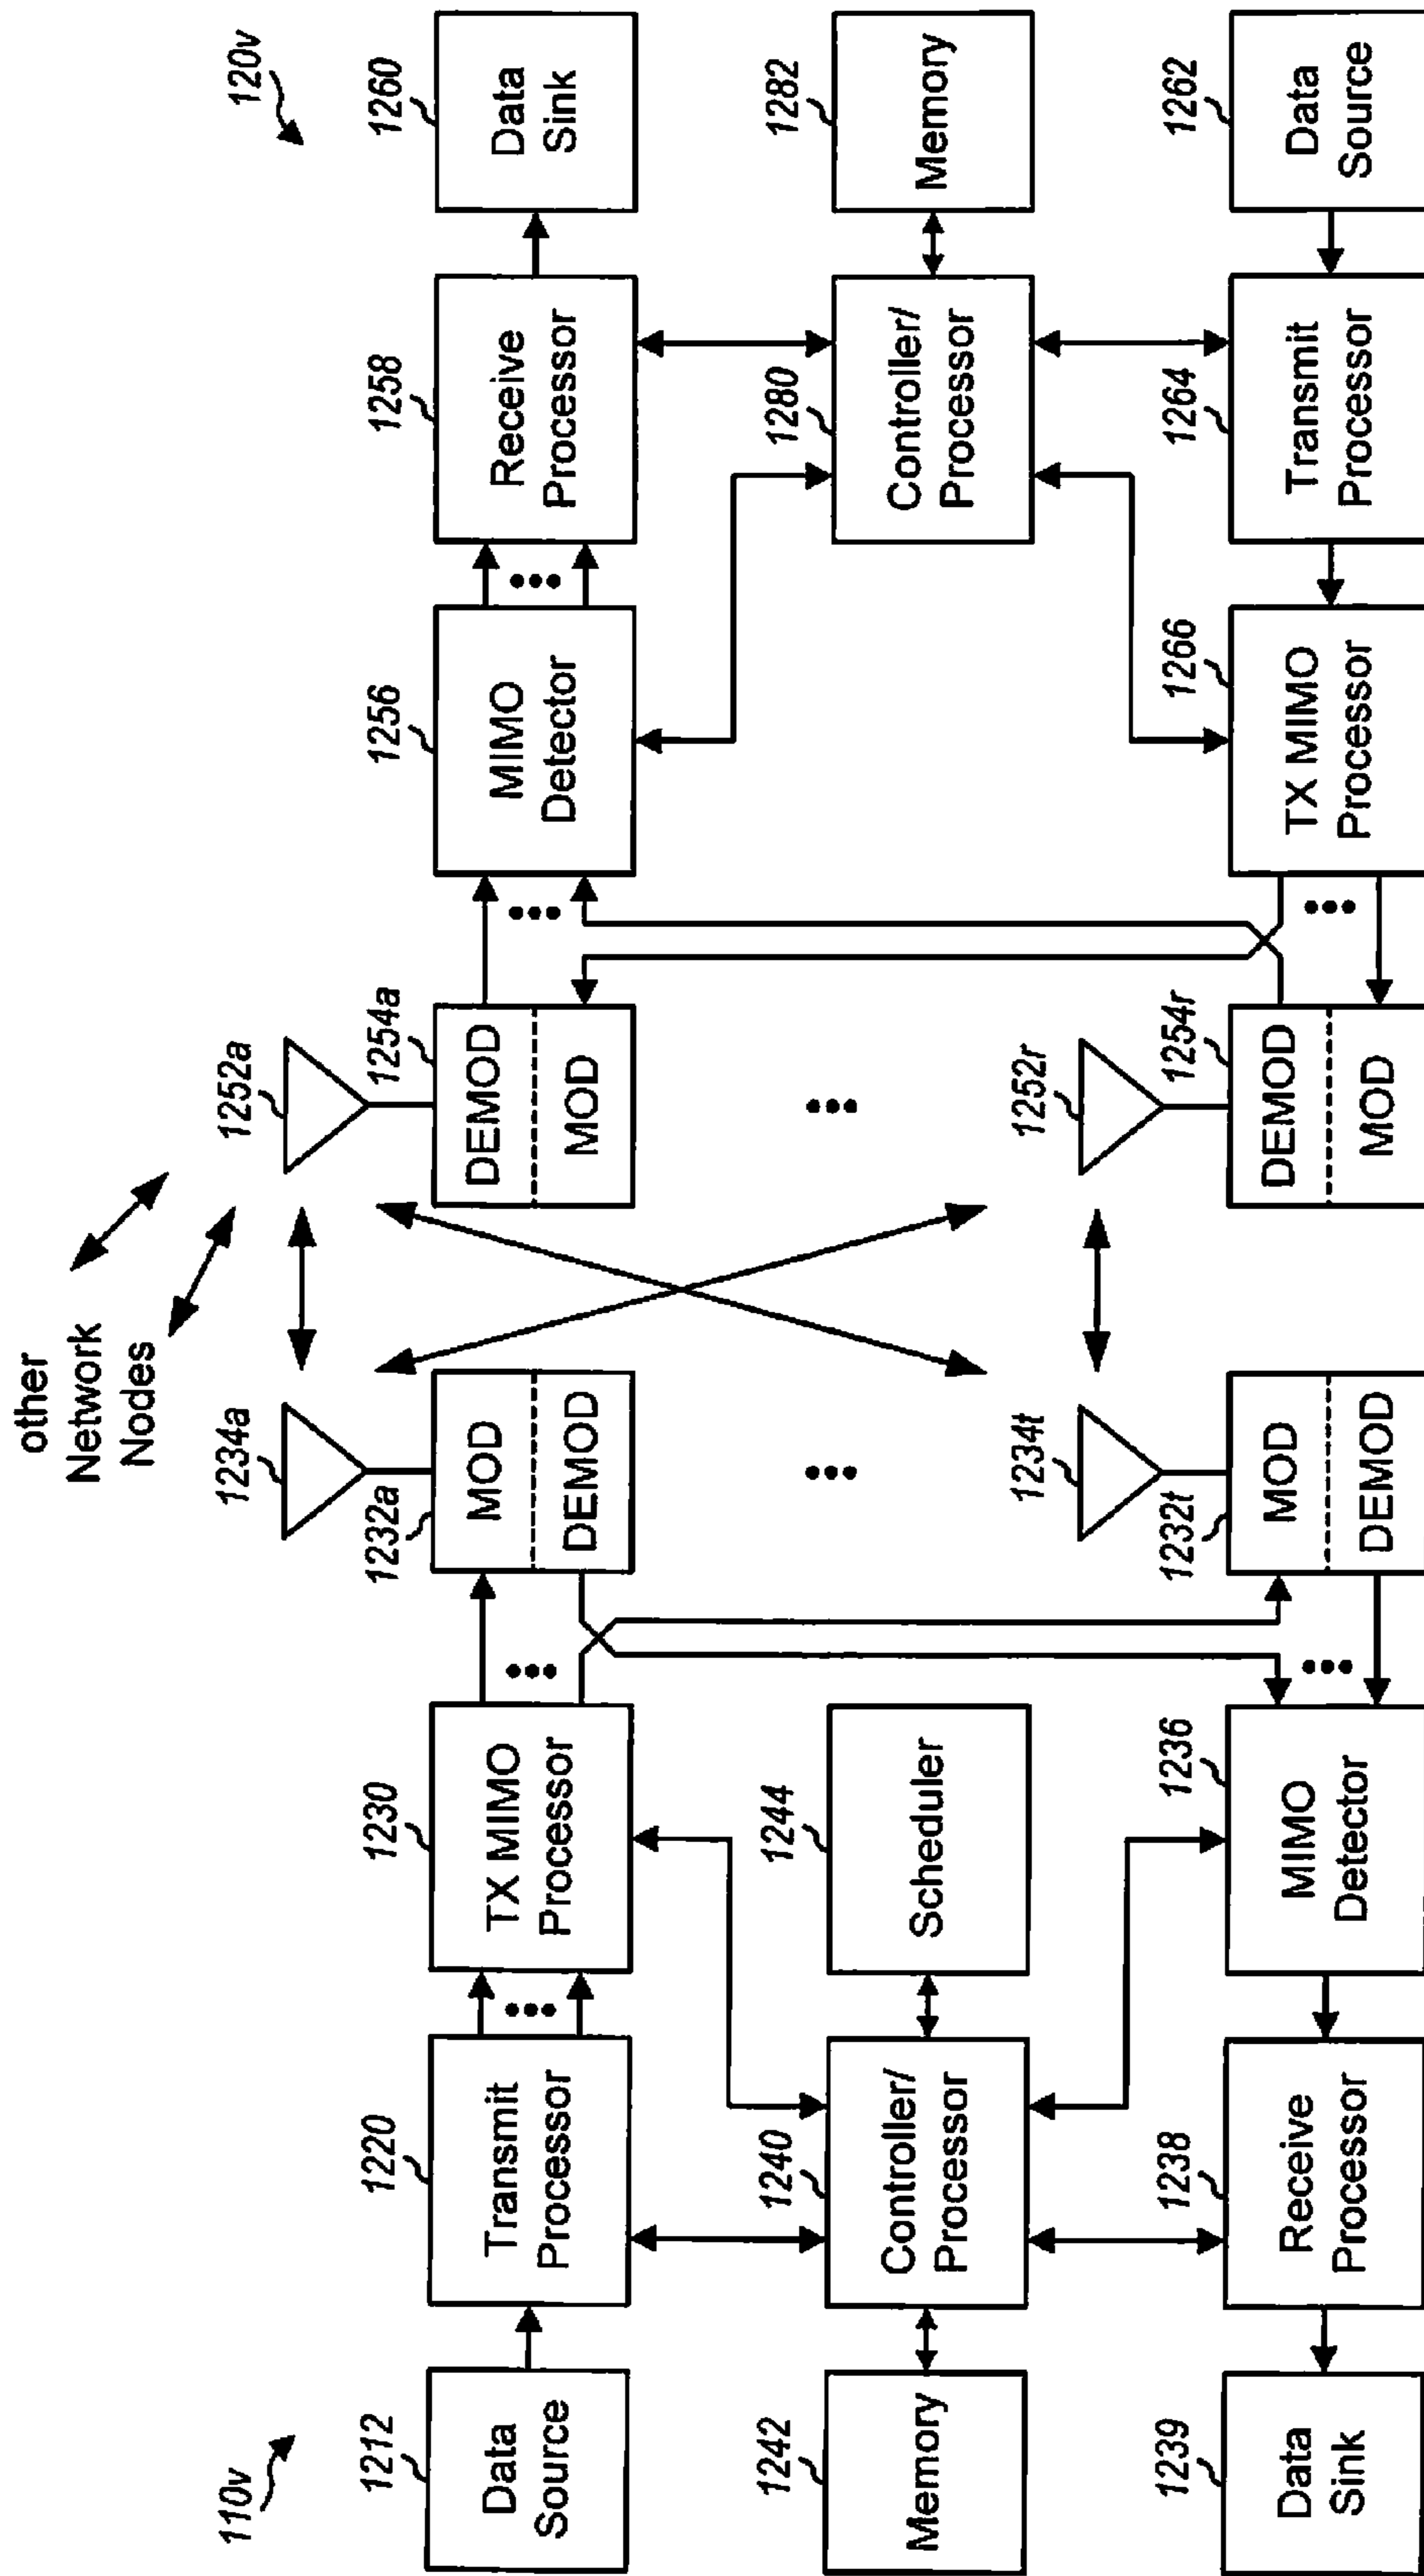 other
Network
Nodes
110v
120v
1212
Data
Source
1220
Transmit
Processor
1230
TX MIMO
Processor
1234a
1232a
MOD
DEMOD
1252a
1254a
DEMOD
MOD
1256
MIMO
Detector
1258
Receive
Processor
1260
Data
Sink
1242
Memory
1240
Controller/
Processor
1244
Scheduler
1280
Controller/
Processor
1282
Memory
1239
Data
Sink
1238
Receive
Processor
1236
MIMO
Detector
1234t
1232t
MOD
DEMOD
1252r
1254r
DEMOD
MOD
1266
TX MIMO
Processor
1264
Transmit
Processor
1262
Data
Source